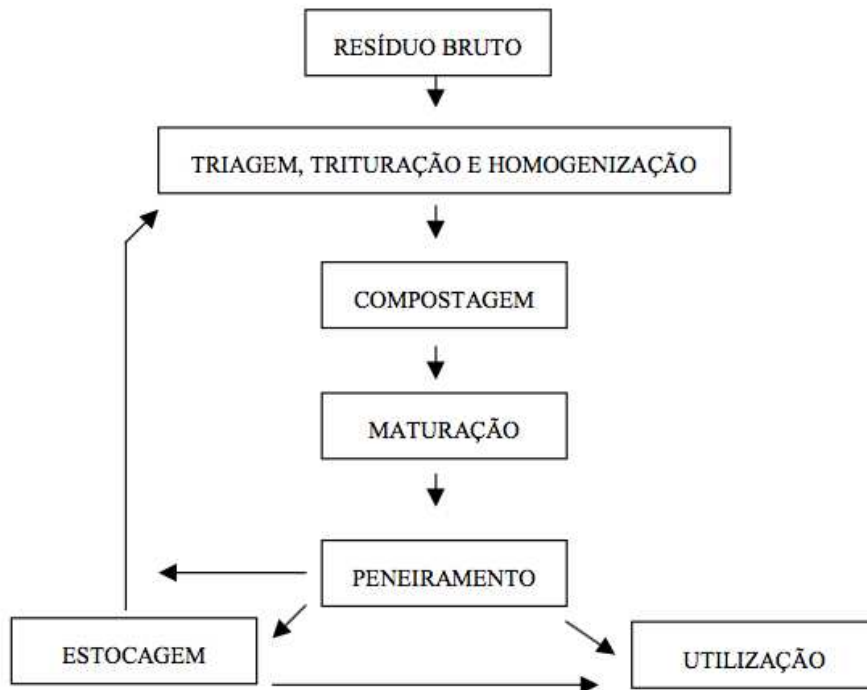 RESÍDUO BRUTO
TRIAGEM, TRITURAÇÃO E HOMOGENIZAÇÃO
COMPOSTAGEM
MATURAÇÃO
PENEIRAMENTO
ESTOCAGEM
UTILIZAÇÃO